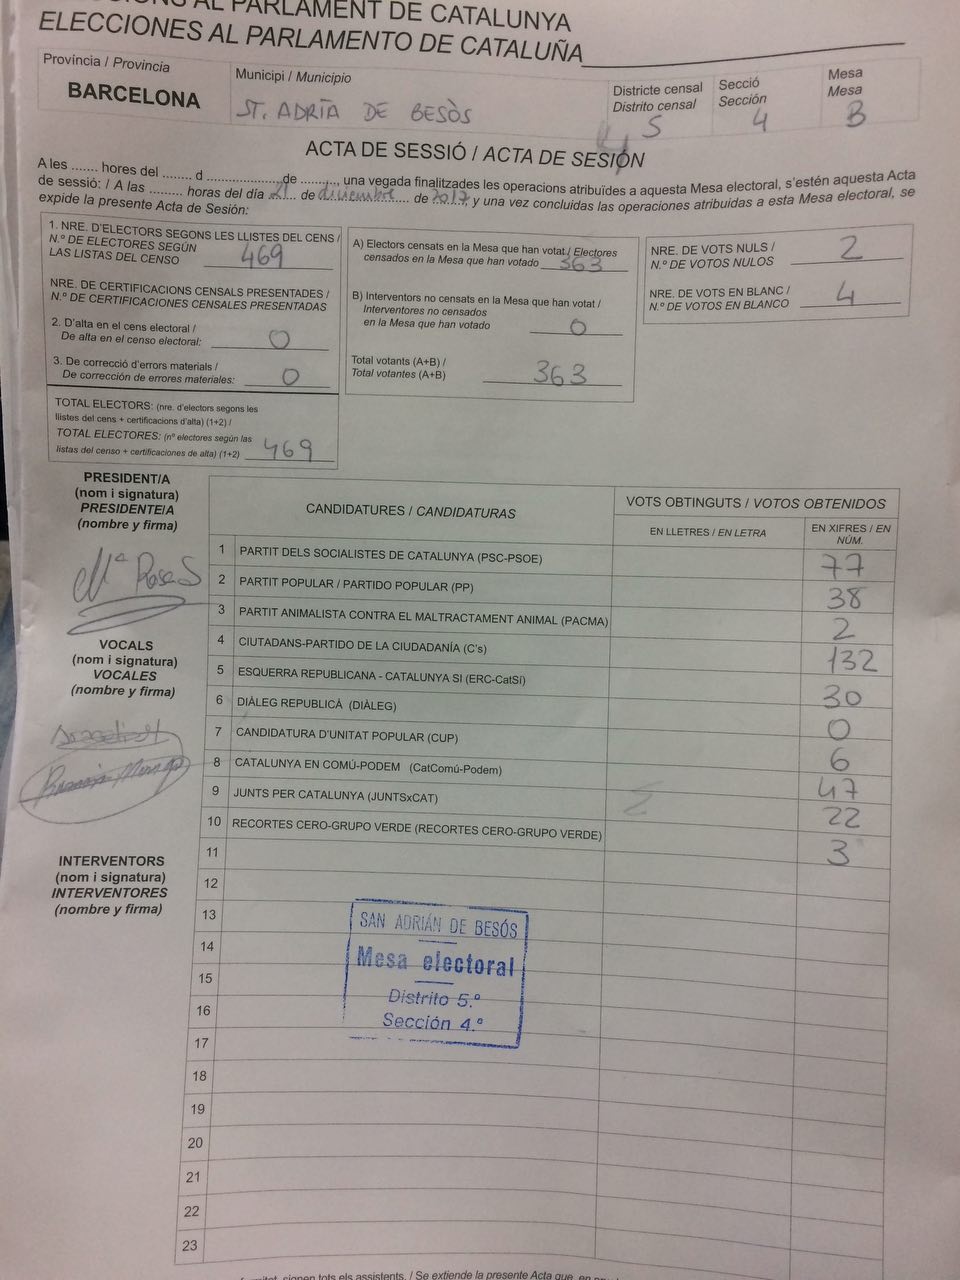 ELECCIONS AL PARLAMENT DE CATALUNYA
ELECCIONES AL PARLAMENTO DE CATALUÑA
Província / Provincia
BARCELONA
Municipi / Municipio
ST. ADRÍA DE BESÒS
Districte censal
Distrito censal
5
Secció
Sección
4
Mesa
Mesa
B
ACTA DE SESSIÓ / ACTA DE SESIÓN
A les ....... hores del ........ d ....................de .........., una vegada finalitzades les operacions atribuïdes a aquesta Mesa electoral, s'estén aquesta Acta
de sessió: / A las ......... horas del día 21 de diciembre de 2017, y una vez concluidas las operaciones atribuidas a esta Mesa electoral, se
expide la presente Acta de Sesión:
1. NRE. D'ELECTORS SEGONS LES LLISTES DEL CENS /
N.º DE ELECTORES SEGÚN
LAS LISTAS DEL CENSO 469
NRE. DE CERTIFICACIONS CENSALS PRESENTADES /
N.º DE CERTIFICACIONES CENSALES PRESENTADAS
2. D'alta en el cens electoral /
De alta en el censo electoral: 0
3. De correcció d'errors materials /
De corrección de errores materiales: 0
TOTAL ELECTORS: (nre. d'electors segons les
llistes del cens + certificacions d'alta) (1+2) /
TOTAL ELECTORES: (nº electores según las
listas del censo + certificaciones de alta) (1+2) 469
A) Electors censats en la Mesa que han votat / Electores
censados en la Mesa que han votado 363
B) Interventors no censats en la Mesa que han votat /
Interventores no censados
en la Mesa que han votado 0
Total votants (A+B) /
Total votantes (A+B) 363
NRE. DE VOTS NULS /
N.º DE VOTOS NULOS 2
NRE. DE VOTS EN BLANC /
N.º DE VOTOS EN BLANCO 4
PRESIDENT/A
(nom i signatura)
PRESIDENTE/A
(nombre y firma)
Mª Rosa S
VOCALS
(nom i signatura)
VOCALES
(nombre y firma)
INTERVENTORS
(nom i signatura)
INTERVENTORES
(nombre y firma)
CANDIDATURES / CANDIDATURAS
VOTS OBTINGUTS / VOTOS OBTENIDOS
EN LLETRES / EN LETRA
EN XIFRES / EN
NÚM.
1 PARTIT DELS SOCIALISTES DE CATALUNYA (PSC-PSOE) 77
2 PARTIT POPULAR / PARTIDO POPULAR (PP) 38
3 PARTIT ANIMALISTA CONTRA EL MALTRACTAMENT ANIMAL (PACMA) 2
4 CIUTADANS-PARTIDO DE LA CIUDADANÍA (C's) 132
5 ESQUERRA REPUBLICANA - CATALUNYA SI (ERC-CatSí) 30
6 DIÀLEG REPUBLICÀ (DIÀLEG) 0
7 CANDIDATURA D'UNITAT POPULAR (CUP) 6
8 CATALUNYA EN COMÚ-PODEM (CatComú-Podem) 47
9 JUNTS PER CATALUNYA (JUNTSxCAT) 22
10 RECORTES CERO-GRUPO VERDE (RECORTES CERO-GRUPO VERDE) 3
11
12
13
14
15
16
17
18
19
20
21
22
23
SAN ADRIÁN DE BESÓS
Mesa electoral
Distrito 5.º
Sección 4.ª
signen tots els assistents. / Se extiende la presente Acta que, en